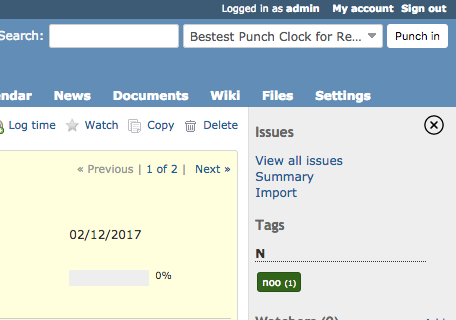 Logged in as admin My account Sign out
Search: Bestest Punch Clock for Re... Punch in
ndar News Documents Wiki Files Settings
Log time Watch Copy Delete
« Previous | 1 of 2 | Next »
02/12/2017
0%
Issues
View all issues
Summary
Import
Tags
N
noo (1)
Watchers (0)